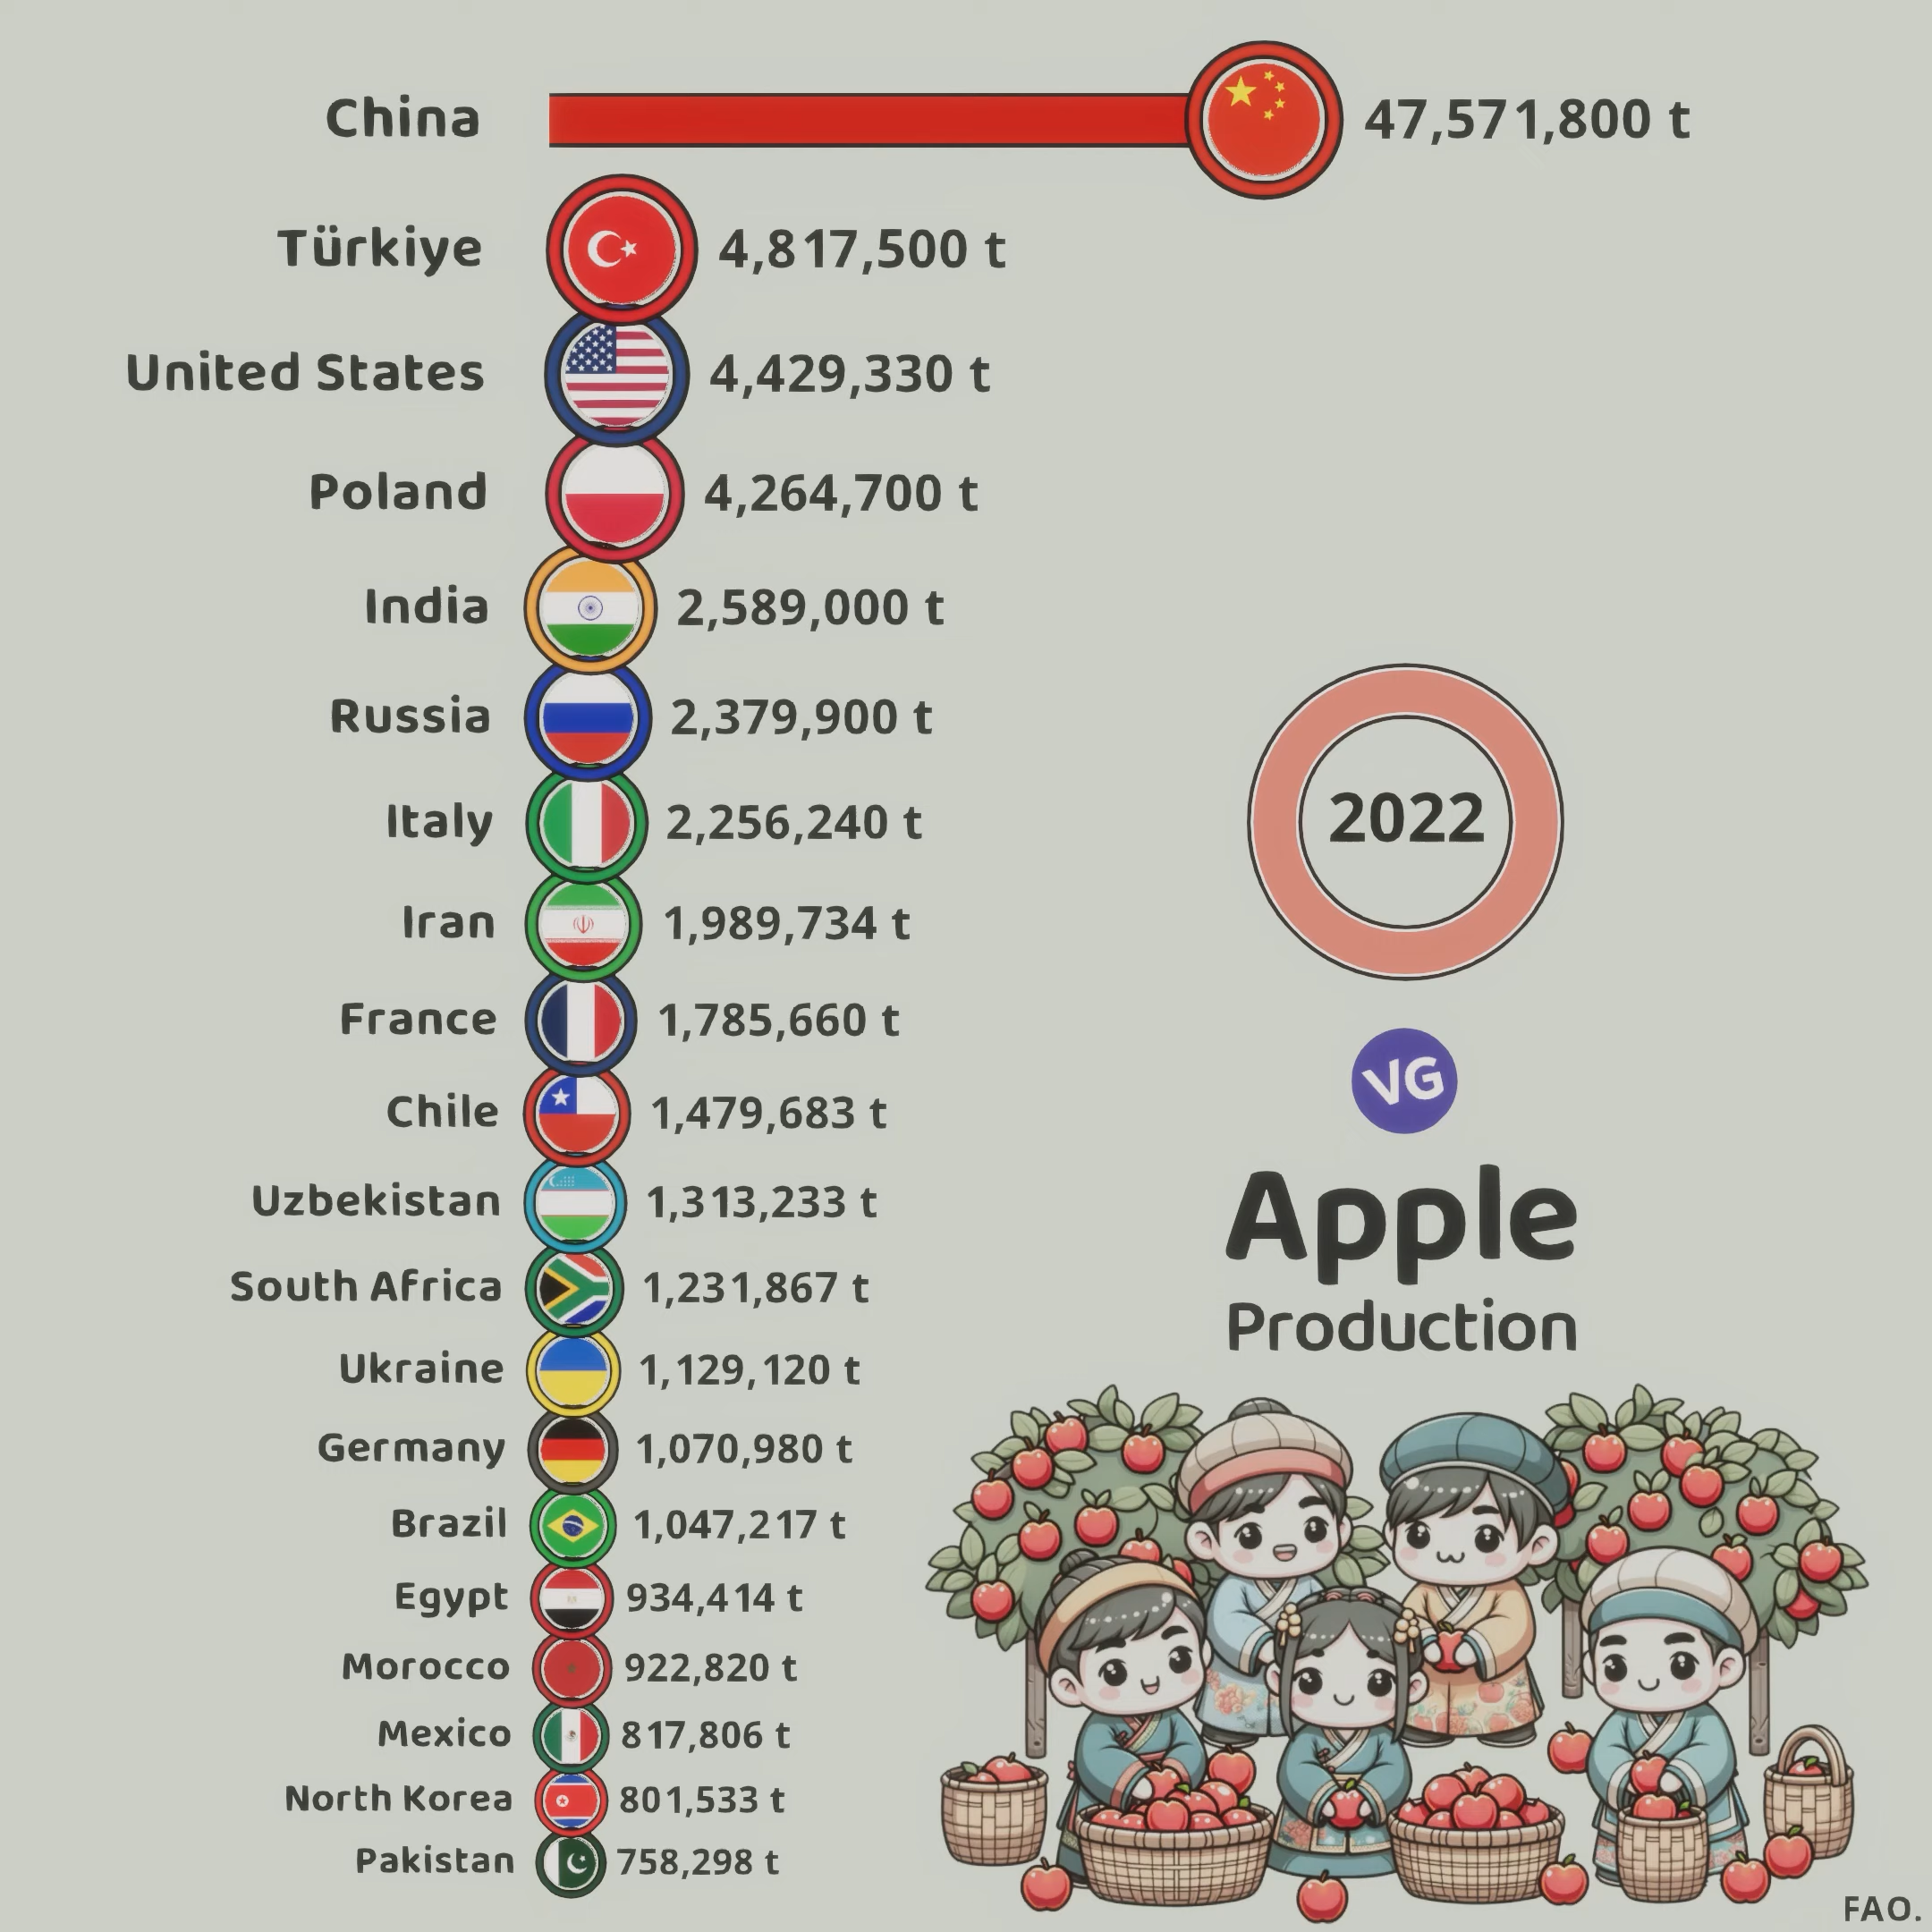 China 47,571,800 t
Türkiye 4,817,500 t
United States 4,429,330 t
Poland 4,264,700 t
India 2,589,000 t
Russia 2,379,900 t
Italy 2,256,240 t
Iran 1,989,734 t
France 1,785,660 t
Chile 1,479,683 t
Uzbekistan 1,313,233 t
South Africa 1,231,867 t
Ukraine 1,129,120 t
Germany 1,070,980 t
Brazil 1,047,217 t
Egypt 934,414 t
Morocco 922,820 t
Mexico 817,806 t
North Korea 801,533 t
Pakistan 758,298 t
2022
VG
Apple
Production
FAO.